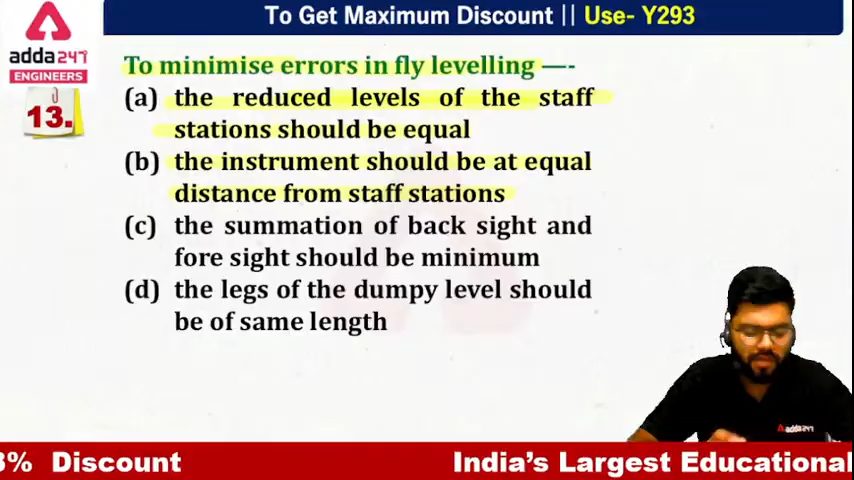 To Get Maximum Discount || Use- Y293
adda247
ENGINEERS
13.
To minimise errors in fly levelling —-
(a) the reduced levels of the staff
stations should be equal
(b) the instrument should be at equal
distance from staff stations
(c) the summation of back sight and
fore sight should be minimum
(d) the legs of the dumpy level should
be of same length
adda247
3% Discount
India's Largest Educational